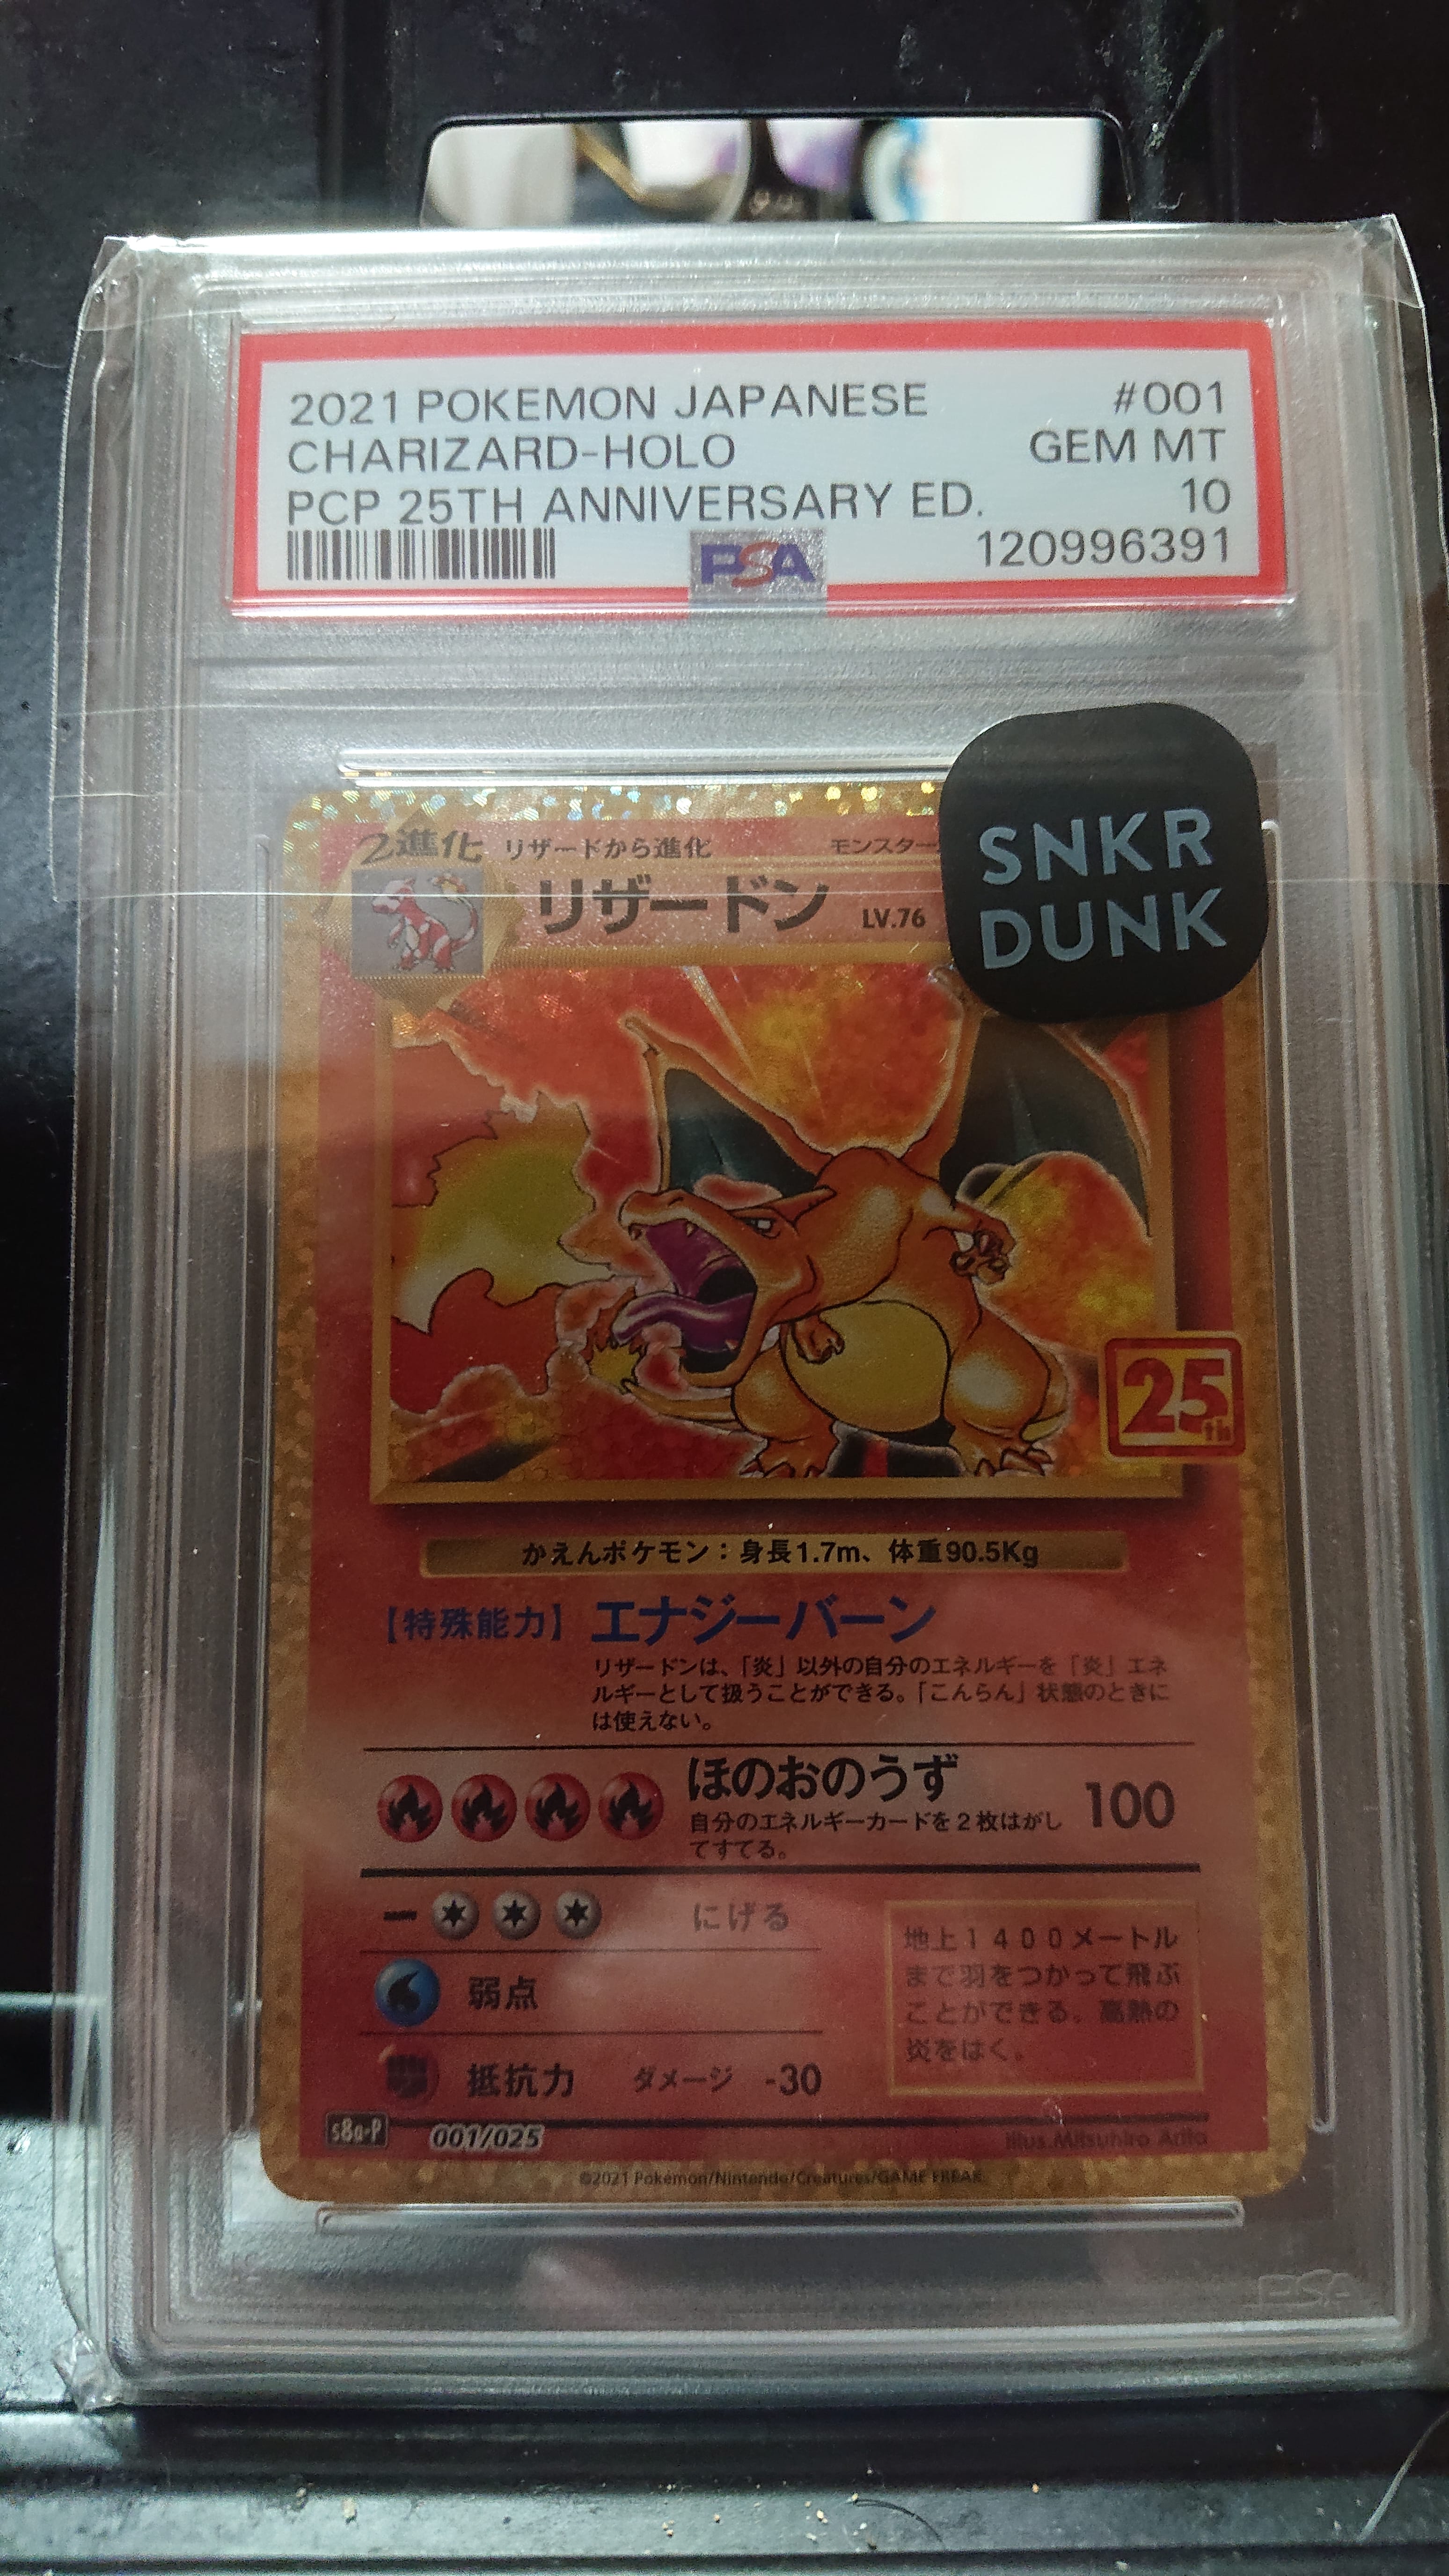 2021 POKEMON JAPANESE #001
CHARIZARD-HOLO GEM MT
PCP 25TH ANNIVERSARY ED. 10
PSA 120996391
SNKR
DUNK
2進化 リザードから進化 モンスター
リザードン LV.76
25th
かえんポケモン：身長1.7m、体重90.5Kg
【特殊能力】 エナジーバーン
リザードンは、「炎」以外の自分のエネルギーを「炎」エネ
ルギーとして扱うことができる。「こんらん」状態のときに
は使えない。
ほのおのうず 100
自分のエネルギーカードを２枚はがし
てすてる。
にげる
弱点
抵抗力 ダメージ -30
地上１４００メートル
まで羽をつかって飛ぶ
ことができる。高熱の
炎をはく。
s8a-P 001/025 Illus. Mitsuhiro Arita
©2021 Pokémon/Nintendo/Creatures/GAME FREAK.
PSA